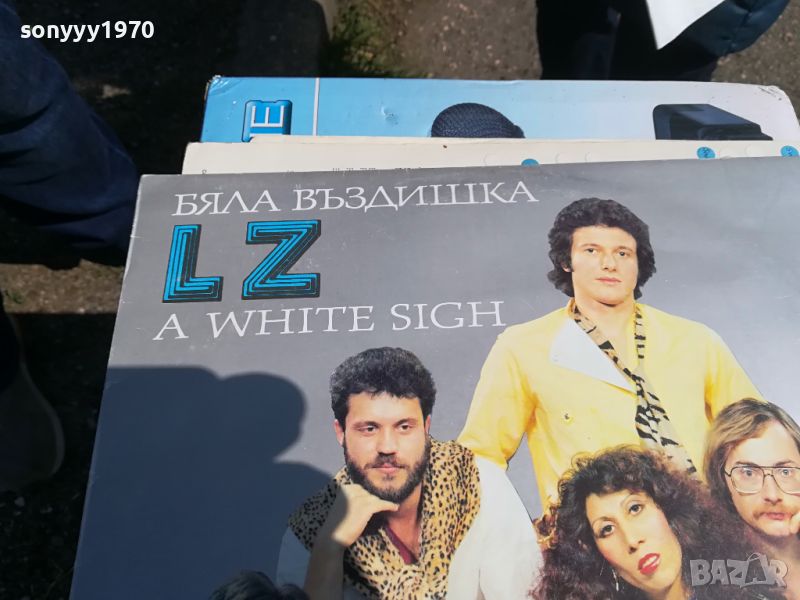 sonyyy1970
БЯЛА ВЪЗДИШКА
LZ
A WHITE SIGH
BAZAR